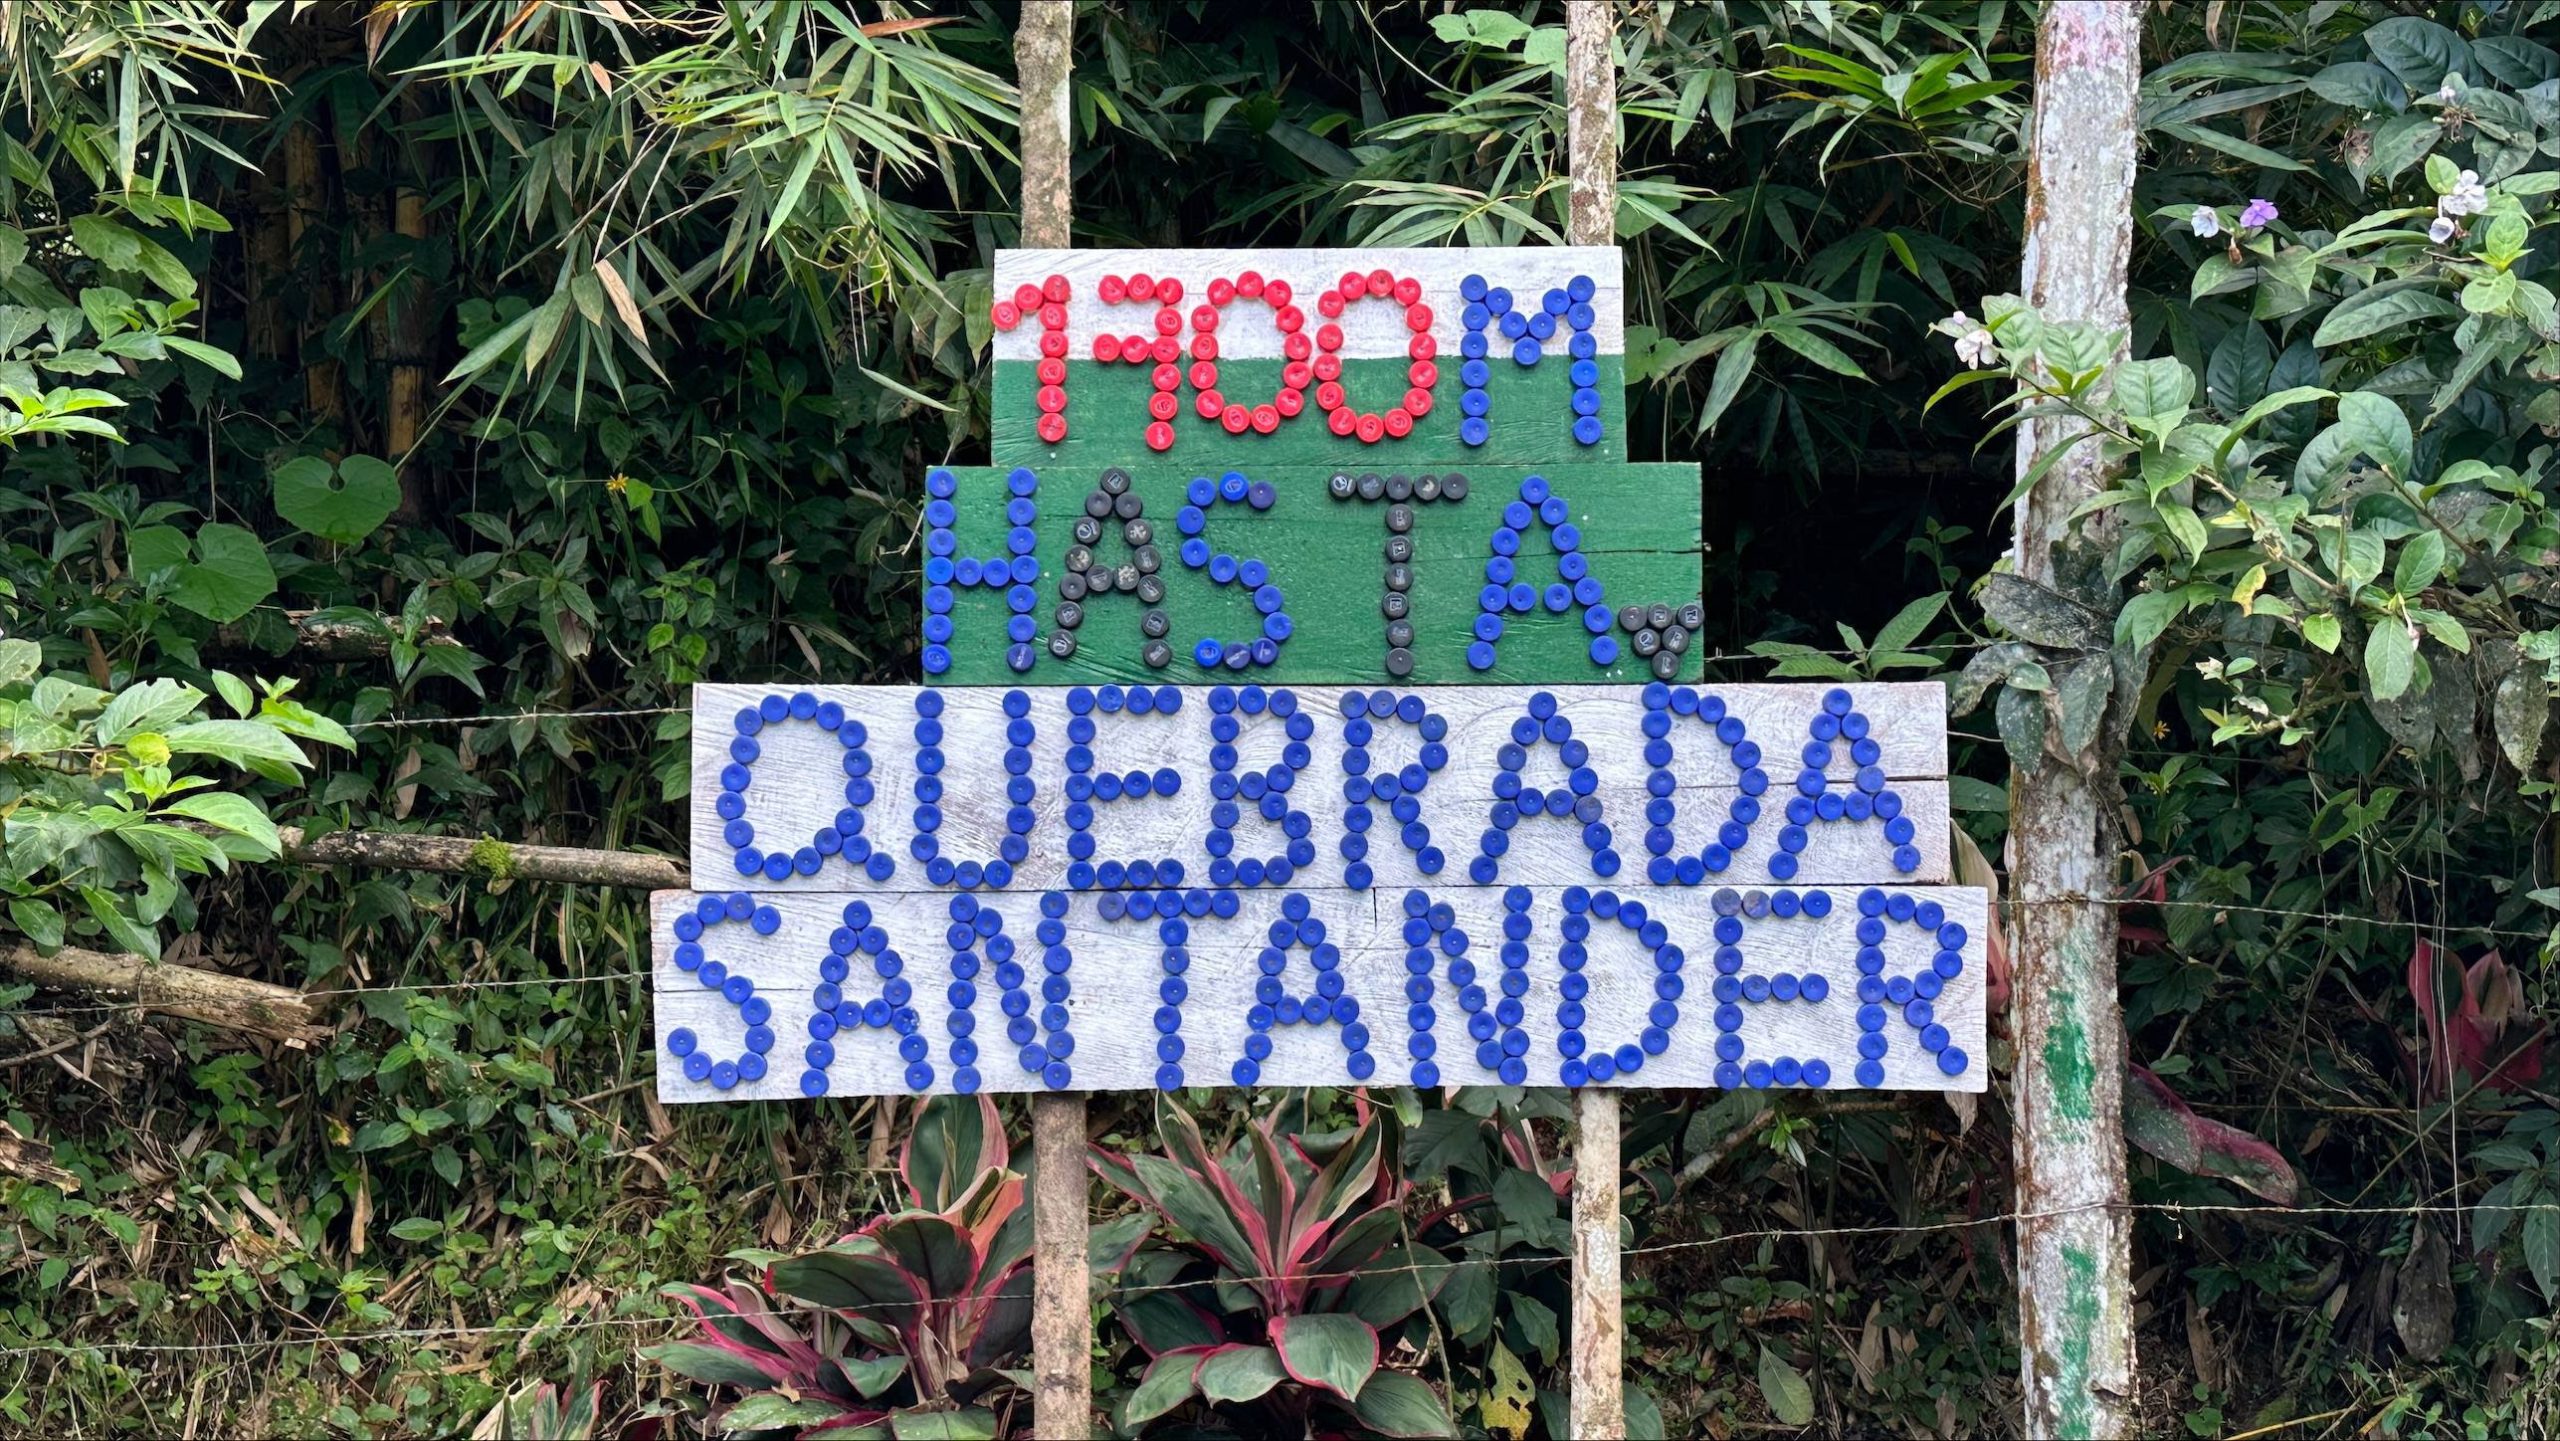 1700M
HASTA
QUEBRADA
SANTANDER